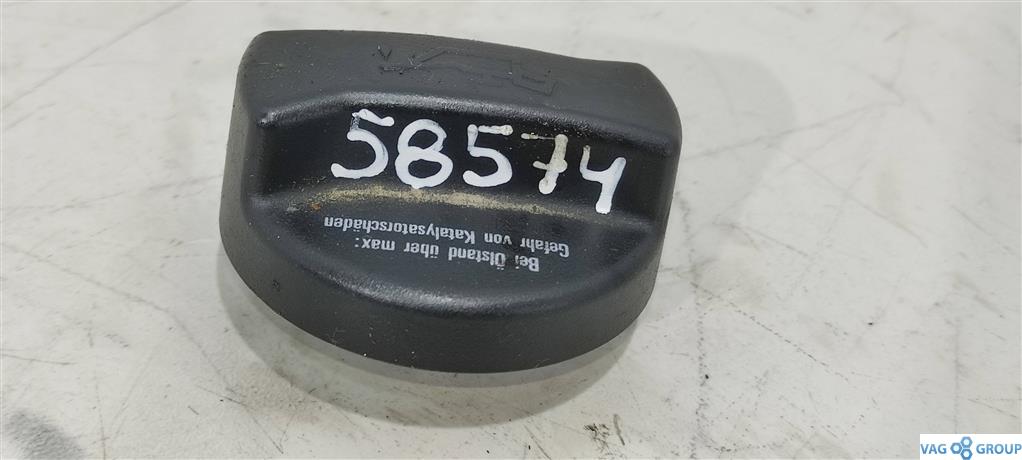 58574
Bei Ölstand über max:
Gefahr von Katalysatorschäden
VAG GROUP